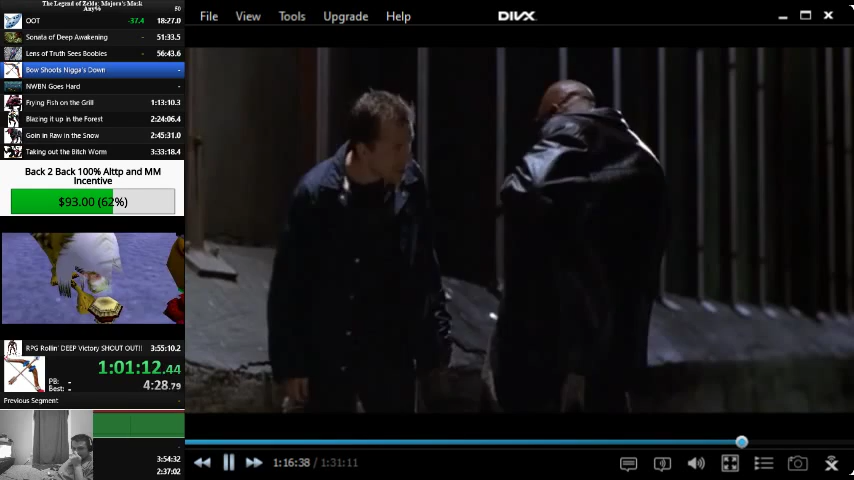 The Legend of Zelda: Majora's Mask
Any%
50
OOT -37.4 18:27.0
Sonata of Deep Awakening - 51:33.5
Lens of Truth Sees Boobies - 56:43.6
Bow Shoots Nigga's Down -
NWBN Goes Hard -
Frying Fish on the Grill 1:13:10.3
Blazing it up in the Forest 2:24:06.4
Goin in Raw in the Snow 2:45:31.0
Taking out the Bitch Worm 3:33:18.4
Back 2 Back 100% Alttp and MM
Incentive
$93.00 (62%)
RPG Rollin' DEEP Victory SHOUT OUT!! 3:55:10.2
1:01:12.44
PB: -
Best: -
4:28.79
Previous Segment -
-
3:54:32
2:37:02
File View Tools Upgrade Help
DIVX
1:16:38 / 1:31:11